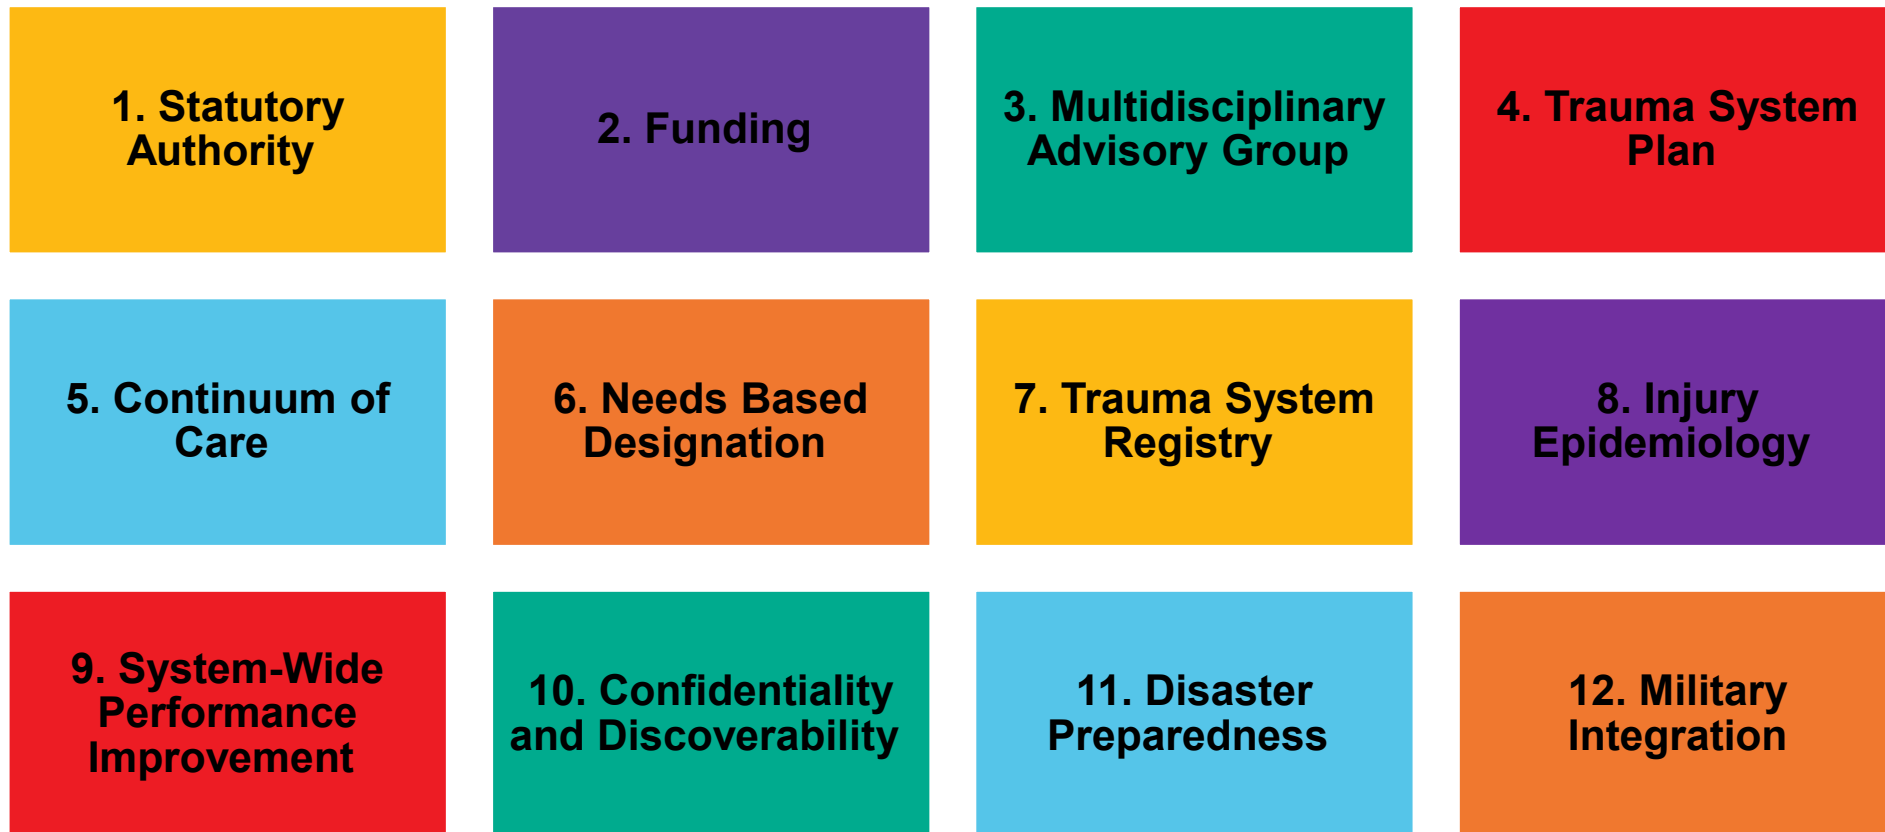 1. Statutory
Authority
2. Funding
3. Multidisciplinary
Advisory Group
4. Trauma System
Plan
5. Continuum of
Care
6. Needs Based
Designation
7. Trauma System
Registry
8. Injury
Epidemiology
9. System-Wide
Performance
Improvement
10. Confidentiality
and Discoverability
11. Disaster
Preparedness
12. Military
Integration